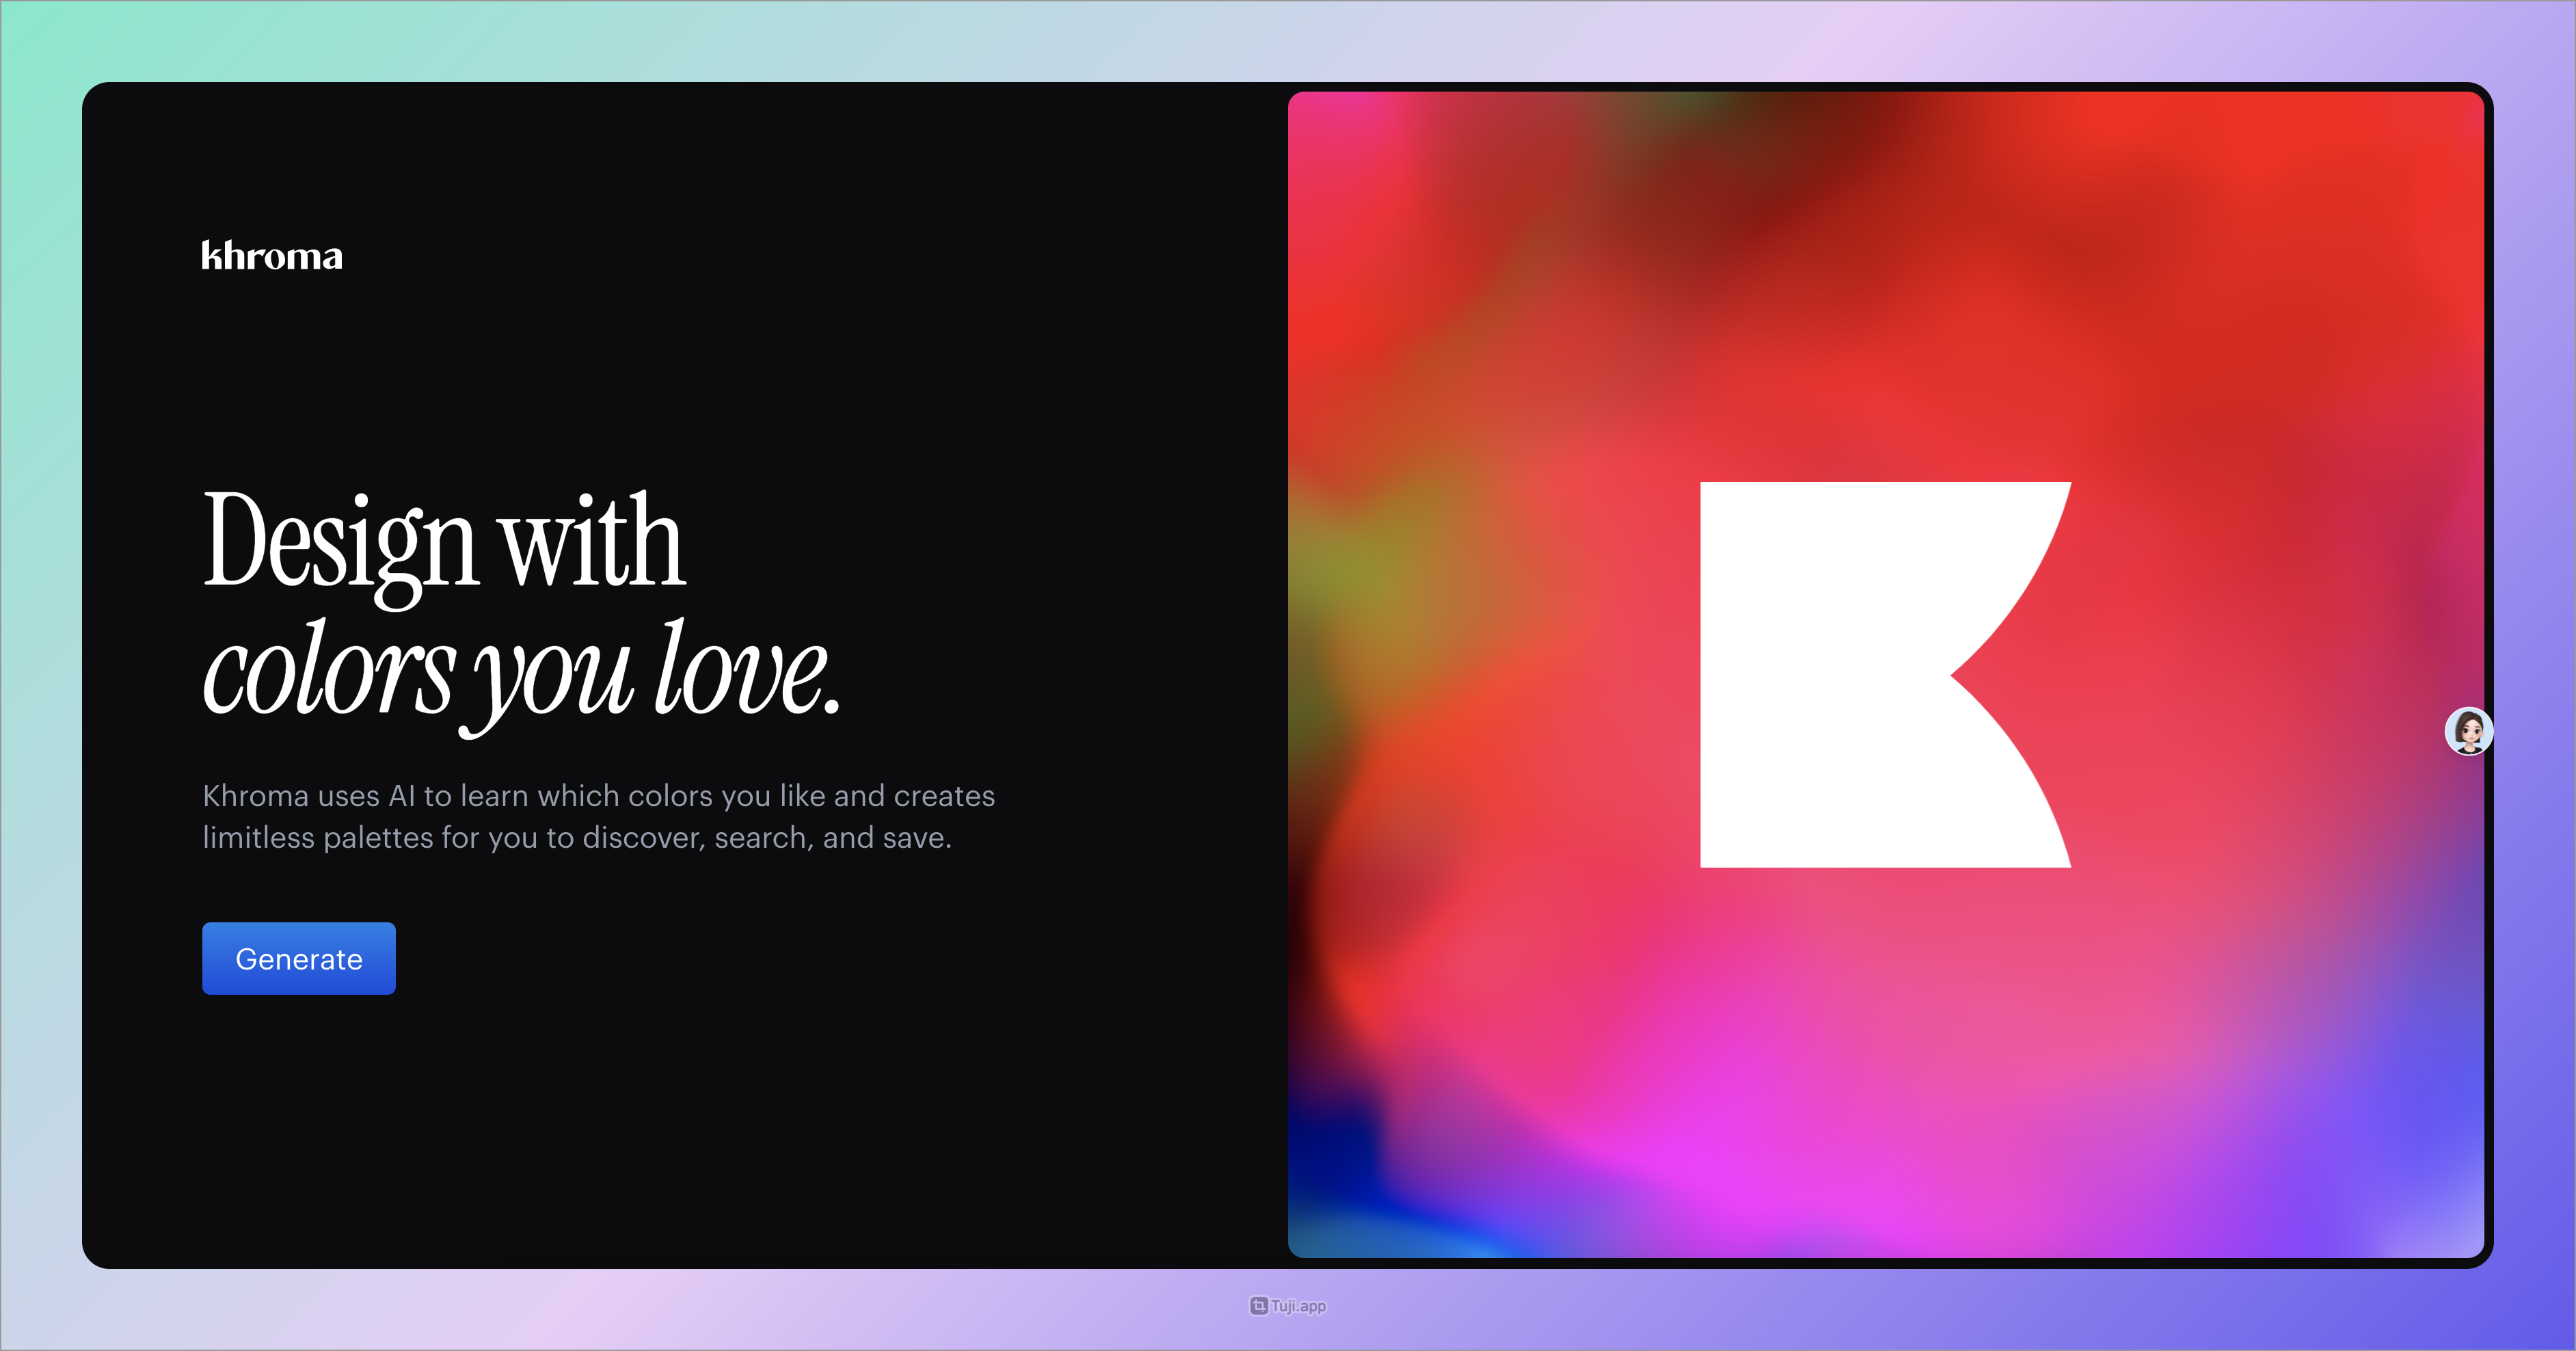 khroma
Design with
colors you love.
Khroma uses AI to learn which colors you like and creates
limitless palettes for you to discover, search, and save.
Generate
Tuji.app